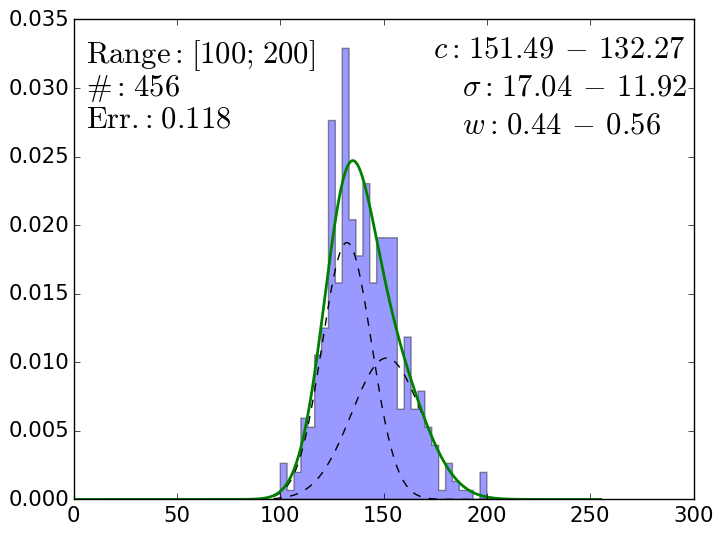 0.035
0.030
0.025
0.020
0.015
0.010
0.005
0.000
Range: [100; 200]
#: 456
Err.: 0.118
c: 151.49 − 132.27
σ: 17.04 − 11.92
w: 0.44 − 0.56
0 50 100 150 200 250 300